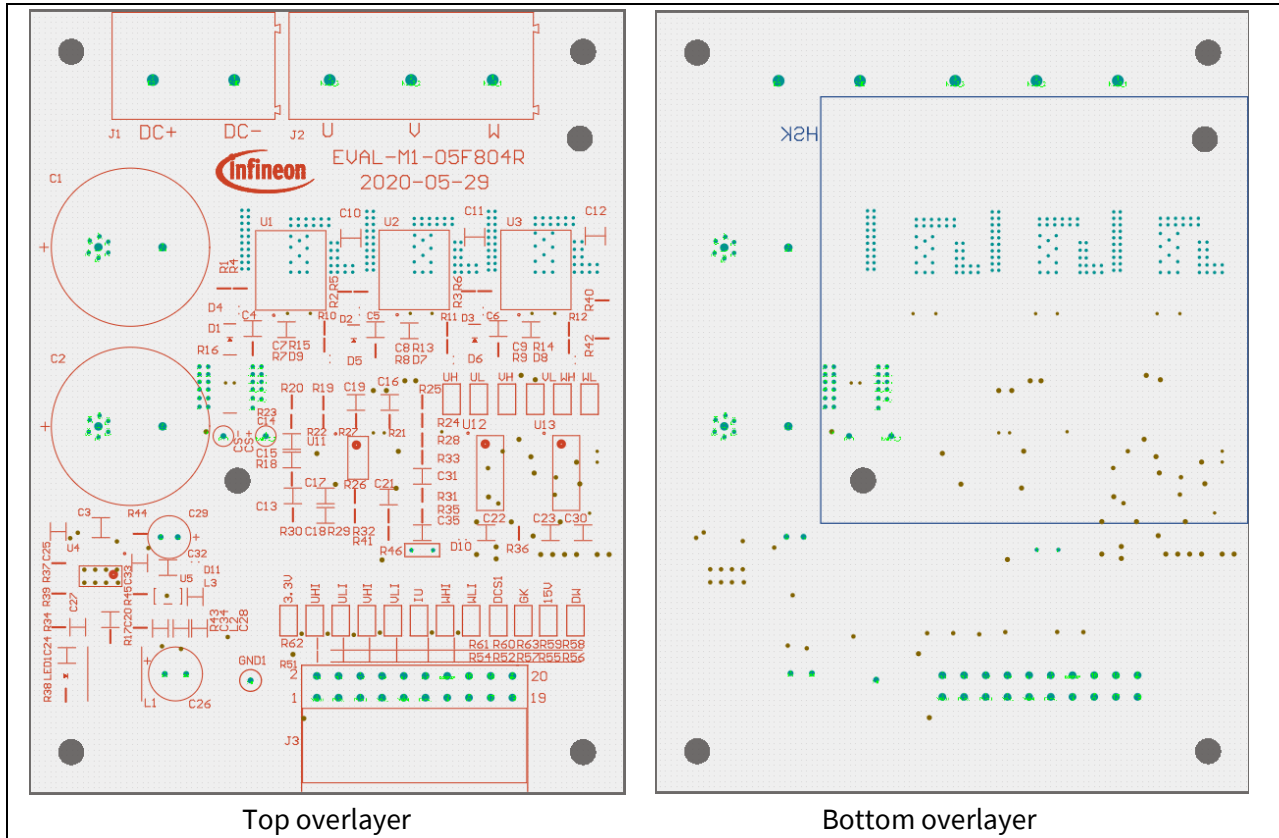 J1 DC+ DC- J2 U V W
infineon EVAL-M1-05F804R
2020-05-29
C1
U1 C10 U2 C11 U3 C12
+
R1 R4 R2 R5 R3 R6 R40
D4 C4 R10 D2 C5 R11 D3 C6 R12
D1 C7 R15 C8 R13 C9 R14 R42
R16 R7 D9 D5 R8 D7 D6 R9 D8
C2
UH UL VH VL WH WL
R20 R19 C19 C16 R25
+
R23 C14 R22 R27 R21 R24 U12 U13
CS- CS+ U11 R28
C15 R18 R33
C31
C17 R26 C21 R31
C13 R35
R30 C18 R29 R32 C35 C22 C23 C30
R41 R46 D10 R36
C3 R44 C29 +
C25 U4 C32
R37 C33 D11
U5 L3
R39 C27 R45
R34 R17 C20 R43 C34 L2 C28
LED1 C24
R38 + L1 C26
GND1
3.3V UHI ULI VHI VLI IU WHI WLI DCS1 GK 15V DW
R62 R61 R60 R63 R59 R58
R51 R54 R52 R57 R55 R56
2 20
1 19
J3
Top overlayer
HSK
Bottom overlayer